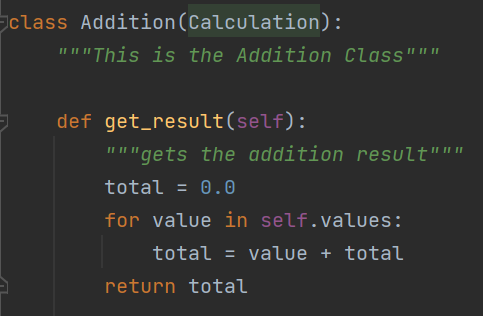 class Addition(Calculation):
    """This is the Addition Class"""
    def get_result(self):
        """gets the addition result"""
        total = 0.0
        for value in self.values:
            total = value + total
        return total